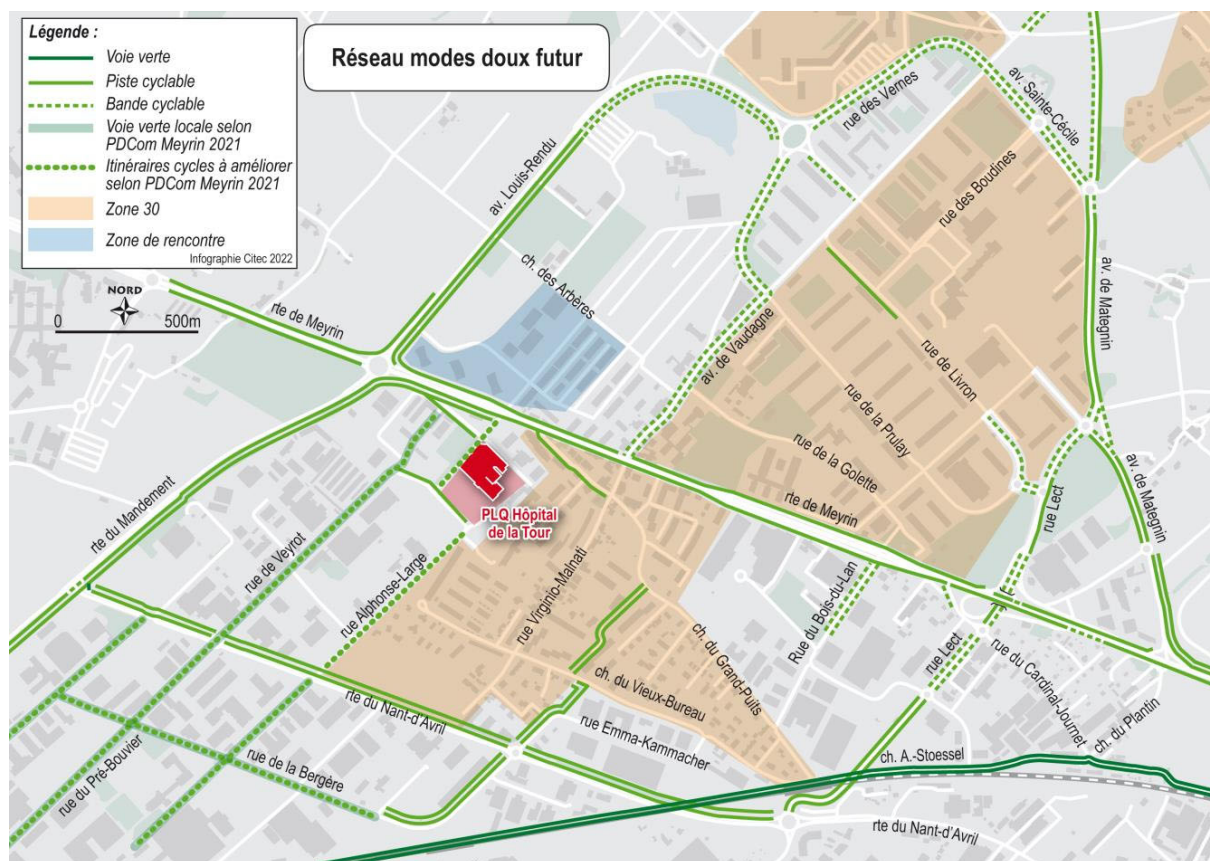 Légende :
Voie verte
Piste cyclable
Bande cyclable
Voie verte locale selon
PDCom Meyrin 2021
Itinéraires cycles à améliorer
selon PDCom Meyrin 2021
Zone 30
Zone de rencontre
Infographie Citec 2022
Réseau modes doux futur
NORD
0 500m
rte de Meyrin
av. Louis-Rendu
ch. des Arbères
rue des Vernes
av. Sainte-Cécile
rue des Boudines
av. de Vaudagne
av. de Mategnin
rue de Livron
rue de la Prulay
rue de la Golette
rte de Meyrin
rue Lect
av. de Mategnin
PLQ Hôpital
de la Tour
rte du Mandement
rue de Veyrot
rue Alphonse-Large
rue Virginio-Malnati
ch. du Grand-Puits
Rue du Bois-du-Lan
rue Lect
rue du Cardinal-Journet
ch. du Plantin
ch. du Vieux-Bureau
rue Emma-Kammacher
rte du Nant-d'Avril
rue de la Bergère
rue du Pré-Bouvier
ch. A.-Stoessel
rte du Nant-d'Avril